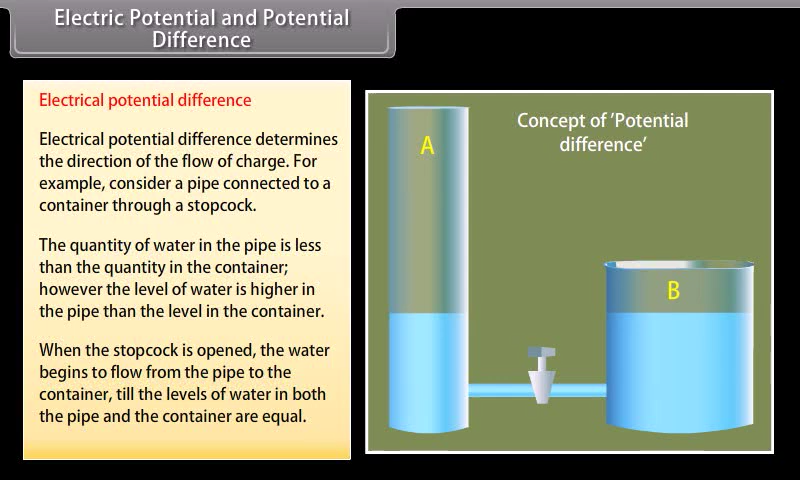 Electric Potential and Potential
Difference
Electrical potential difference
Electrical potential difference determines
the direction of the flow of charge. For
example, consider a pipe connected to a
container through a stopcock.
The quantity of water in the pipe is less
than the quantity in the container;
however the level of water is higher in
the pipe than the level in the container.
When the stopcock is opened, the water
begins to flow from the pipe to the
container, till the levels of water in both
the pipe and the container are equal.
Concept of ‘Potential
difference’
A
B